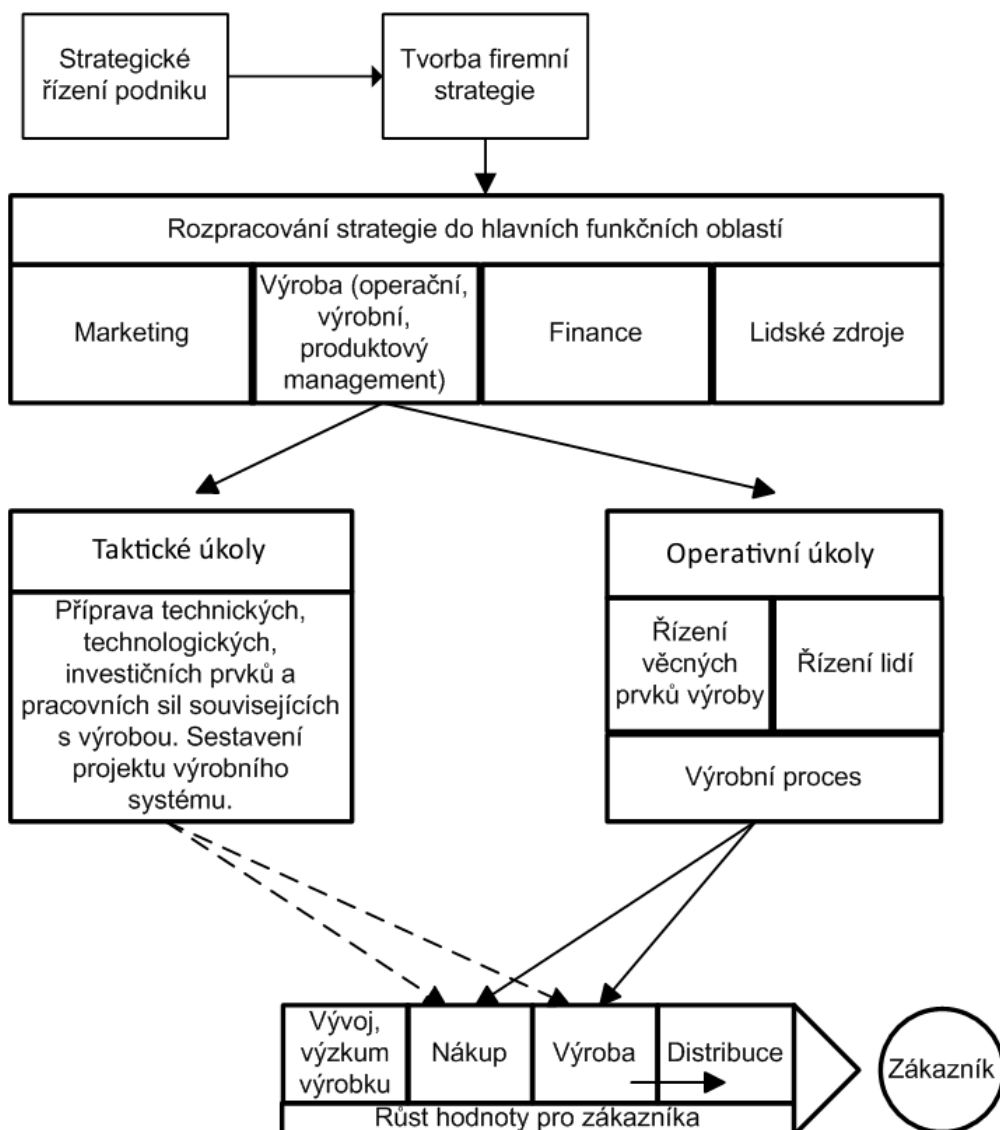 Strategické
řízení podniku
Tvorba firemní
strategie
Rozpracování strategie do hlavních funkčních oblastí
Marketing
Výroba (operační,
výrobní,
produktový
management)
Finance
Lidské zdroje
Taktické úkoly
Příprava technických,
technologických,
investičních prvků a
pracovních sil souvisejících
s výrobou. Sestavení
projektu výrobního
systému.
Operativní úkoly
Řízení
věcných
prvků výroby
Řízení lidí
Výrobní proces
Vývoj,
výzkum
výrobku
Nákup
Výroba
Distribuce
Růst hodnoty pro zákazníka
Zákazník